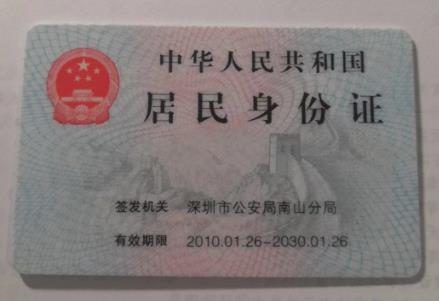 中华人民共和国
居民身份证
签发机关 深圳市公安局南山分局
有效期限 2010.01.26-2030.01.26